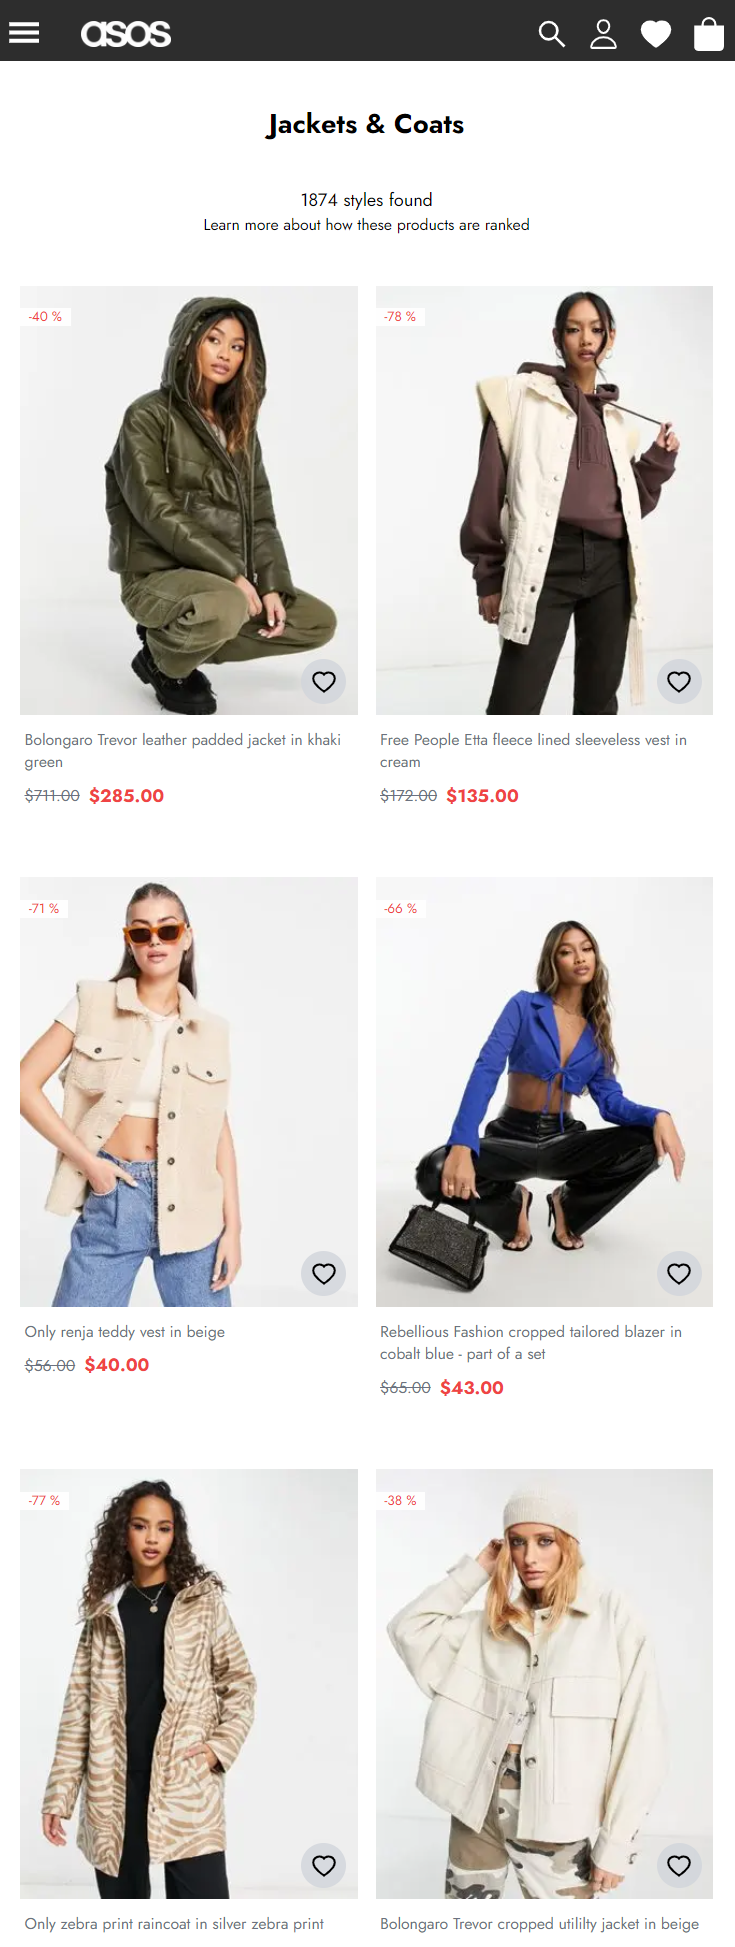 asos
Jackets & Coats
1874 styles found
Learn more about how these products are ranked
-40 %
-78 %
Bolongaro Trevor leather padded jacket in khaki
green
$711.00 $285.00
Free People Etta fleece lined sleeveless vest in
cream
$172.00 $135.00
-71 %
-66 %
Only renja teddy vest in beige
$56.00 $40.00
Rebellious Fashion cropped tailored blazer in
cobalt blue - part of a set
$65.00 $43.00
-77 %
-38 %
Only zebra print raincoat in silver zebra print
Bolongaro Trevor cropped utililty jacket in beige